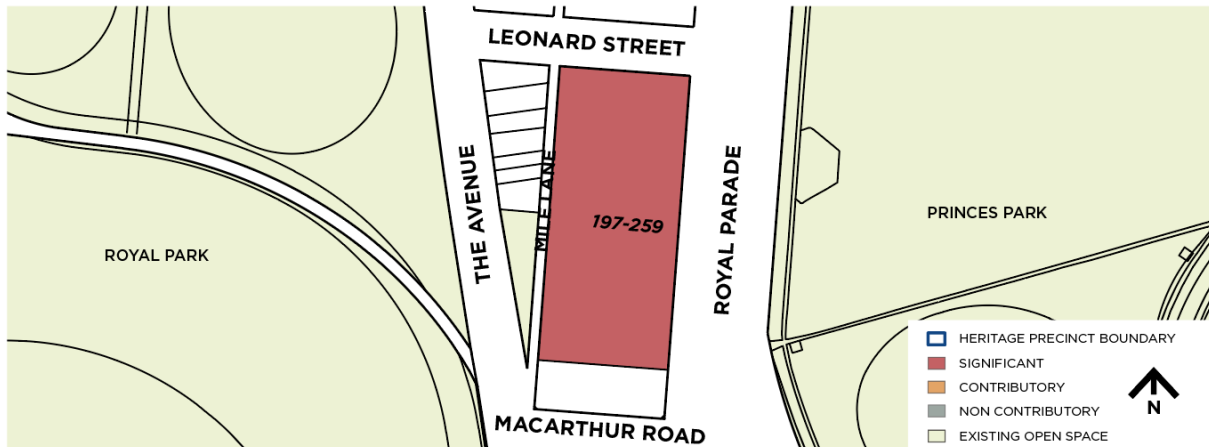 LEONARD STREET
THE AVENUE
MILE LANE
197-259
ROYAL PARADE
PRINCES PARK
ROYAL PARK
MACARTHUR ROAD
HERITAGE PRECINCT BOUNDARY
SIGNIFICANT
CONTRIBUTORY
NON CONTRIBUTORY
EXISTING OPEN SPACE
N